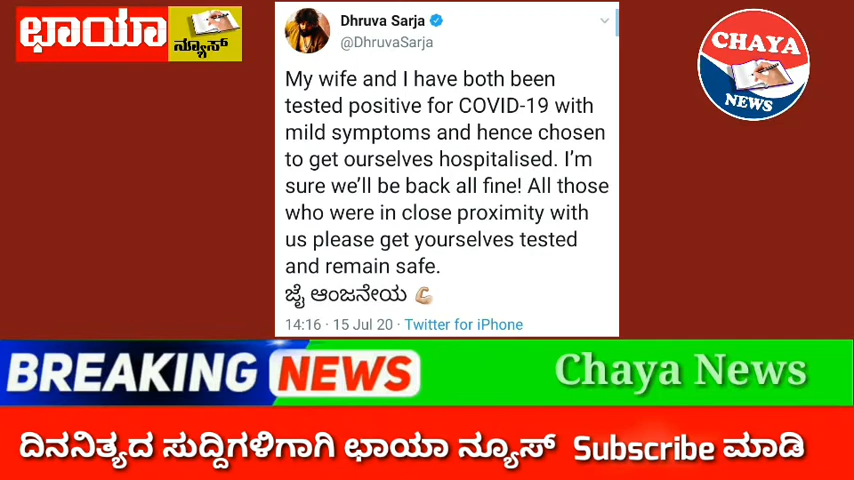 ಛಾಯಾ
ನ್ಯೂಸ್
Dhruva Sarja
@DhruvaSarja
My wife and I have both been
tested positive for COVID-19 with
mild symptoms and hence chosen
to get ourselves hospitalised. I'm
sure we'll be back all fine! All those
who were in close proximity with
us please get yourselves tested
and remain safe.
ಜೈ ಆಂಜನೇಯ 💪🏼
14:16 · 15 Jul 20 · Twitter for iPhone
CHAYA
NEWS
BREAKING NEWS
Chaya News
ದಿನನಿತ್ಯದ ಸುದ್ದಿಗಳಿಗಾಗಿ ಛಾಯಾ ನ್ಯೂಸ್ Subscribe ಮಾಡಿ